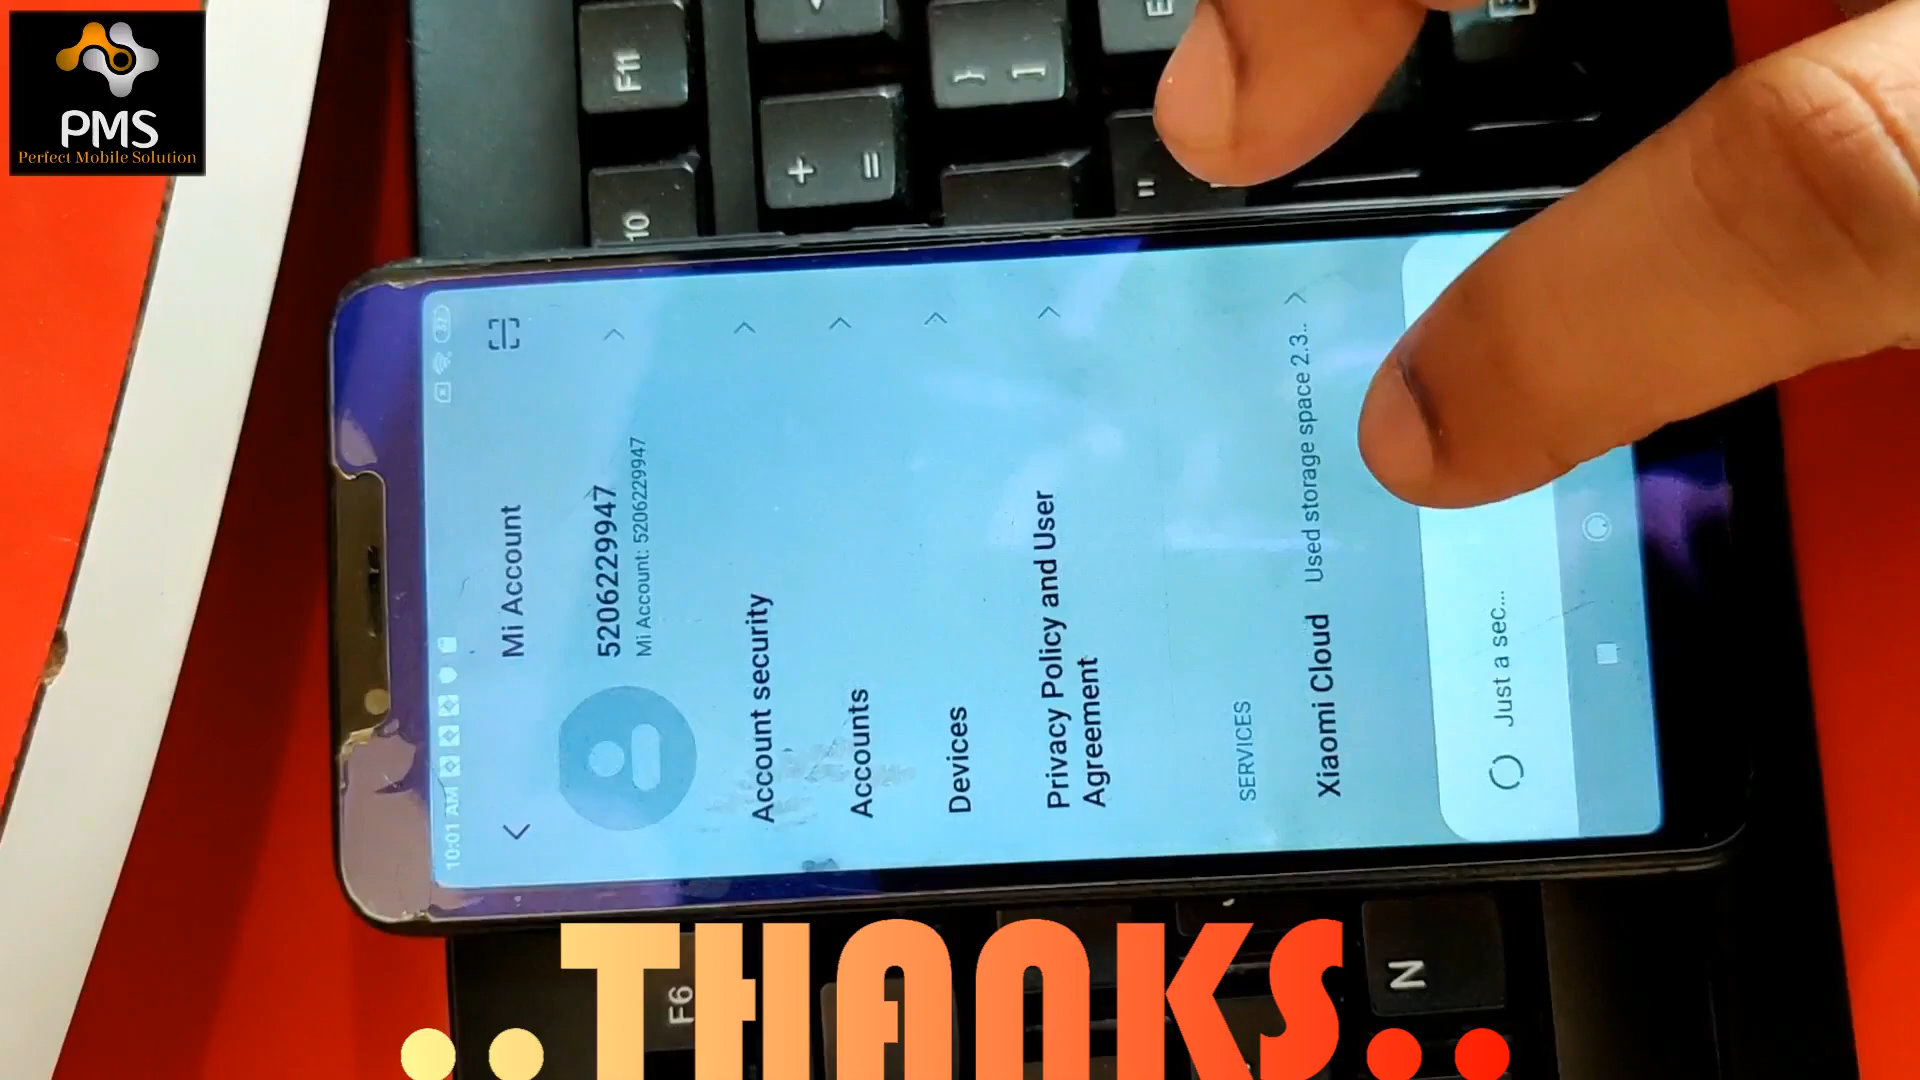 PMS
Perfect Mobile Solution
10:01 AM
37
Mi Account
5206229947
Mi Account: 5206229947
Account security
Accounts
Devices
Privacy Policy and User
Agreement
SERVICES
Xiaomi Cloud
Used storage space 2.3..
Just a sec...
F11
10
+
=
}
]
E
"
F6
N
..THANKS..